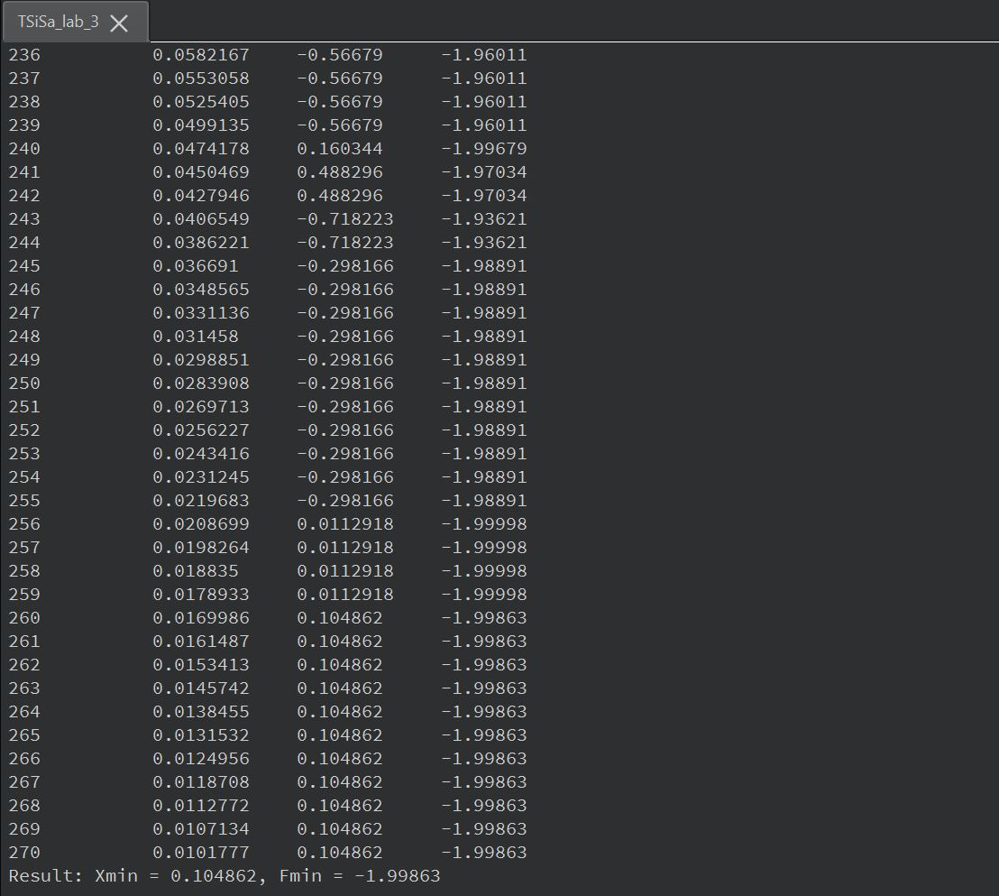 TSiSa_lab_3
236 0.0582167 -0.56679 -1.96011
237 0.0553058 -0.56679 -1.96011
238 0.0525405 -0.56679 -1.96011
239 0.0499135 -0.56679 -1.96011
240 0.0474178 0.160344 -1.99679
241 0.0450469 0.488296 -1.97034
242 0.0427946 0.488296 -1.97034
243 0.0406549 -0.718223 -1.93621
244 0.0386221 -0.718223 -1.93621
245 0.036691 -0.298166 -1.98891
246 0.0348565 -0.298166 -1.98891
247 0.0331136 -0.298166 -1.98891
248 0.031458 -0.298166 -1.98891
249 0.0298851 -0.298166 -1.98891
250 0.0283908 -0.298166 -1.98891
251 0.0269713 -0.298166 -1.98891
252 0.0256227 -0.298166 -1.98891
253 0.0243416 -0.298166 -1.98891
254 0.0231245 -0.298166 -1.98891
255 0.0219683 -0.298166 -1.98891
256 0.0208699 0.0112918 -1.99998
257 0.0198264 0.0112918 -1.99998
258 0.018835 0.0112918 -1.99998
259 0.0178933 0.0112918 -1.99998
260 0.0169986 0.104862 -1.99863
261 0.0161487 0.104862 -1.99863
262 0.0153413 0.104862 -1.99863
263 0.0145742 0.104862 -1.99863
264 0.0138455 0.104862 -1.99863
265 0.0131532 0.104862 -1.99863
266 0.0124956 0.104862 -1.99863
267 0.0118708 0.104862 -1.99863
268 0.0112772 0.104862 -1.99863
269 0.0107134 0.104862 -1.99863
270 0.0101777 0.104862 -1.99863
Result: Xmin = 0.104862, Fmin = -1.99863